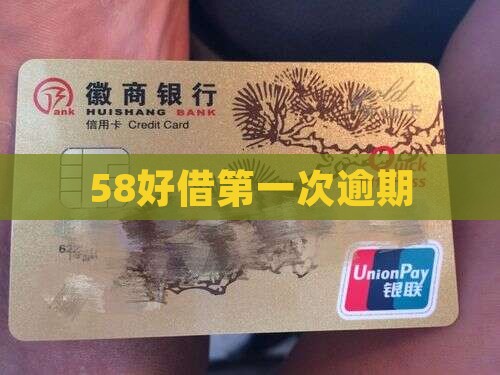 徽商银行
HUISHANG BANK
信用卡 Credit Card
58好借第一次逾期
UnionPay
银联